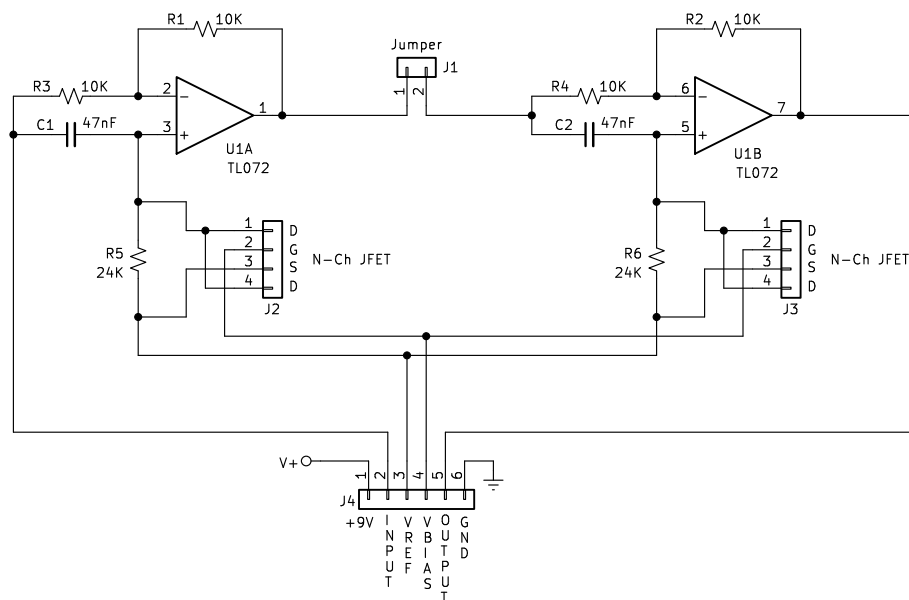 R1 10K
R2 10K
Jumper
J1
1 2
R3 10K
2
−
1
C1 47nF
3
+
U1A
TL072
R4 10K
6
−
7
C2 47nF
5
+
U1B
TL072
R5
24K
1 D
2 G
3 S
4 D
J2
N-Ch JFET
R6
24K
1 D
2 G
3 S
4 D
J3
N-Ch JFET
V+
1 2 3 4 5 6
J4
+9V
INPUT
VREF
VBIAS
OUTPUT
GND